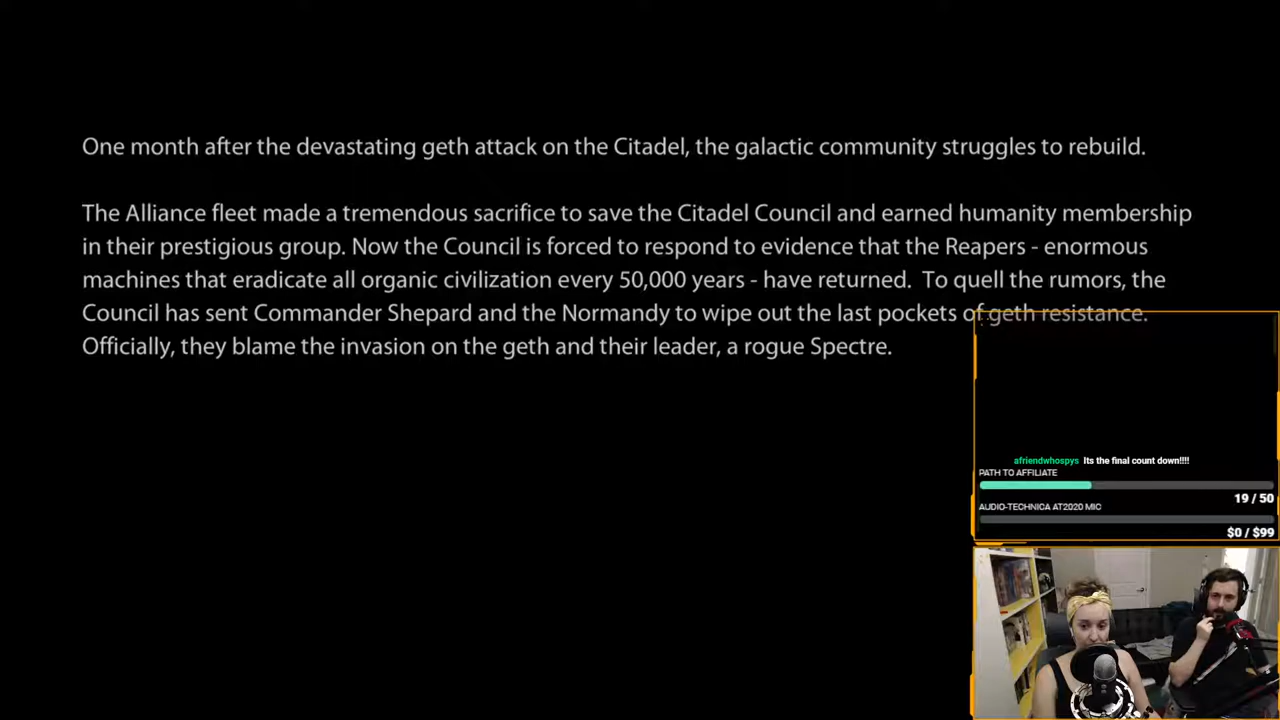 One month after the devastating geth attack on the Citadel, the galactic community struggles to rebuild.
The Alliance fleet made a tremendous sacrifice to save the Citadel Council and earned humanity membership
in their prestigious group. Now the Council is forced to respond to evidence that the Reapers - enormous
machines that eradicate all organic civilization every 50,000 years - have returned. To quell the rumors, the
Council has sent Commander Shepard and the Normandy to wipe out the last pockets of geth resistance.
Officially, they blame the invasion on the geth and their leader, a rogue Spectre.
afriendwhospys Its the final count down!!!!
PATH TO AFFILIATE
19 / 50
AUDIO-TECHNICA AT2020 MIC
$0 / $99